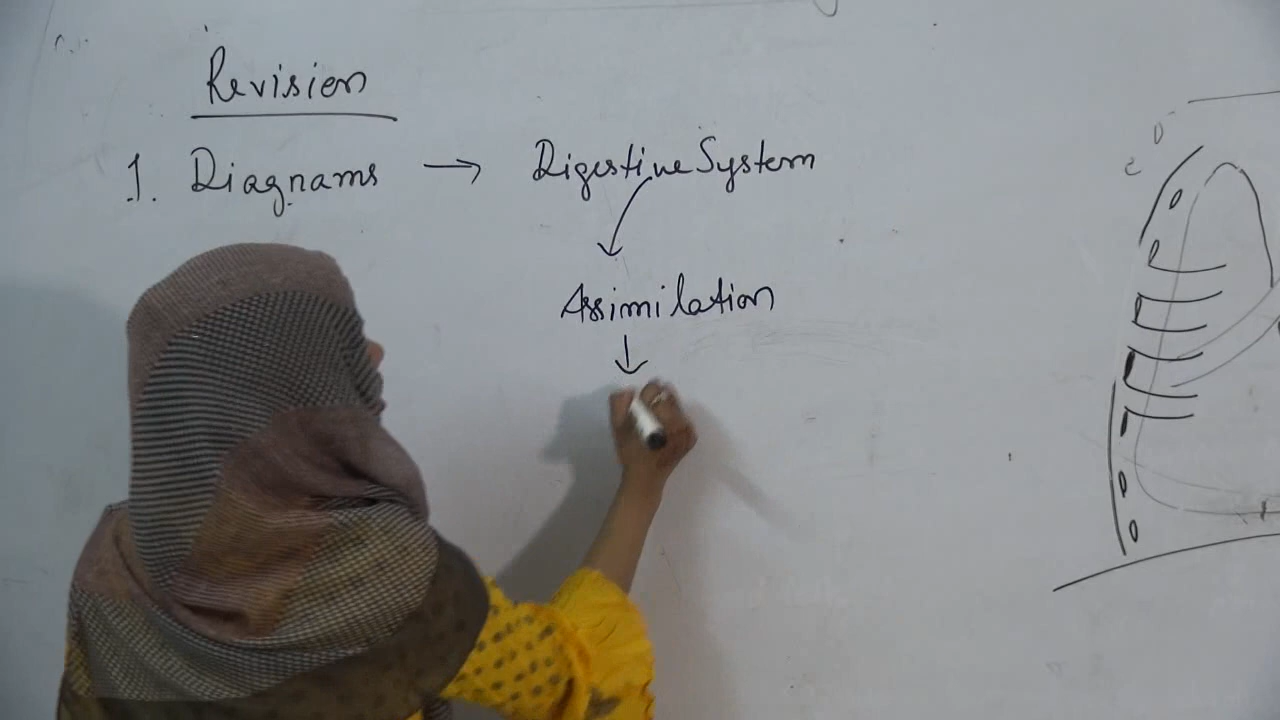 Revision
1. Diagrams → Digestive System
Assimilation